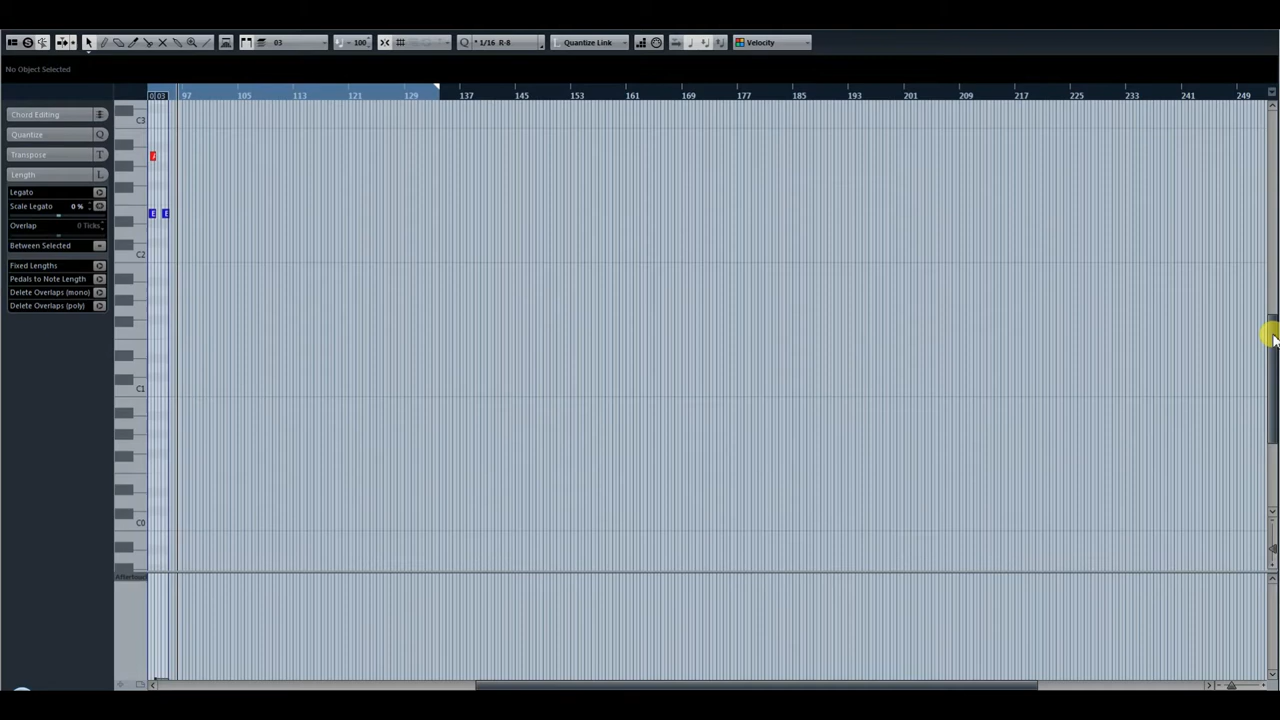 03
100
Q * 1/16 R-8
Quantize Link
Velocity
No Object Selected
0 03 97 105 113 121 129 137 145 153 161 169 177 185 193 201 209 217 225 233 241 249
Chord Editing
Quantize Q
Transpose T
Length L
Legato
Scale Legato 0 %
Overlap 0 Ticks
Between Selected
Fixed Lengths
Pedals to Note Length
Delete Overlaps (mono)
Delete Overlaps (poly)
C3
E E
C2
C1
C0
Aftertouch